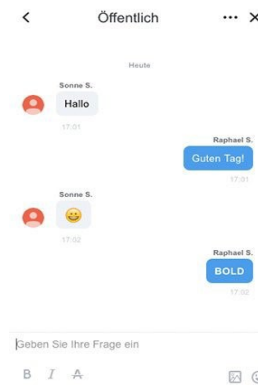 Öffentlich
Heute
Sonne S.
Hallo
17:01
Raphael S.
Guten Tag!
17:01
Sonne S.
17:02
Raphael S.
BOLD
17:02
Geben Sie Ihre Frage ein
B I A